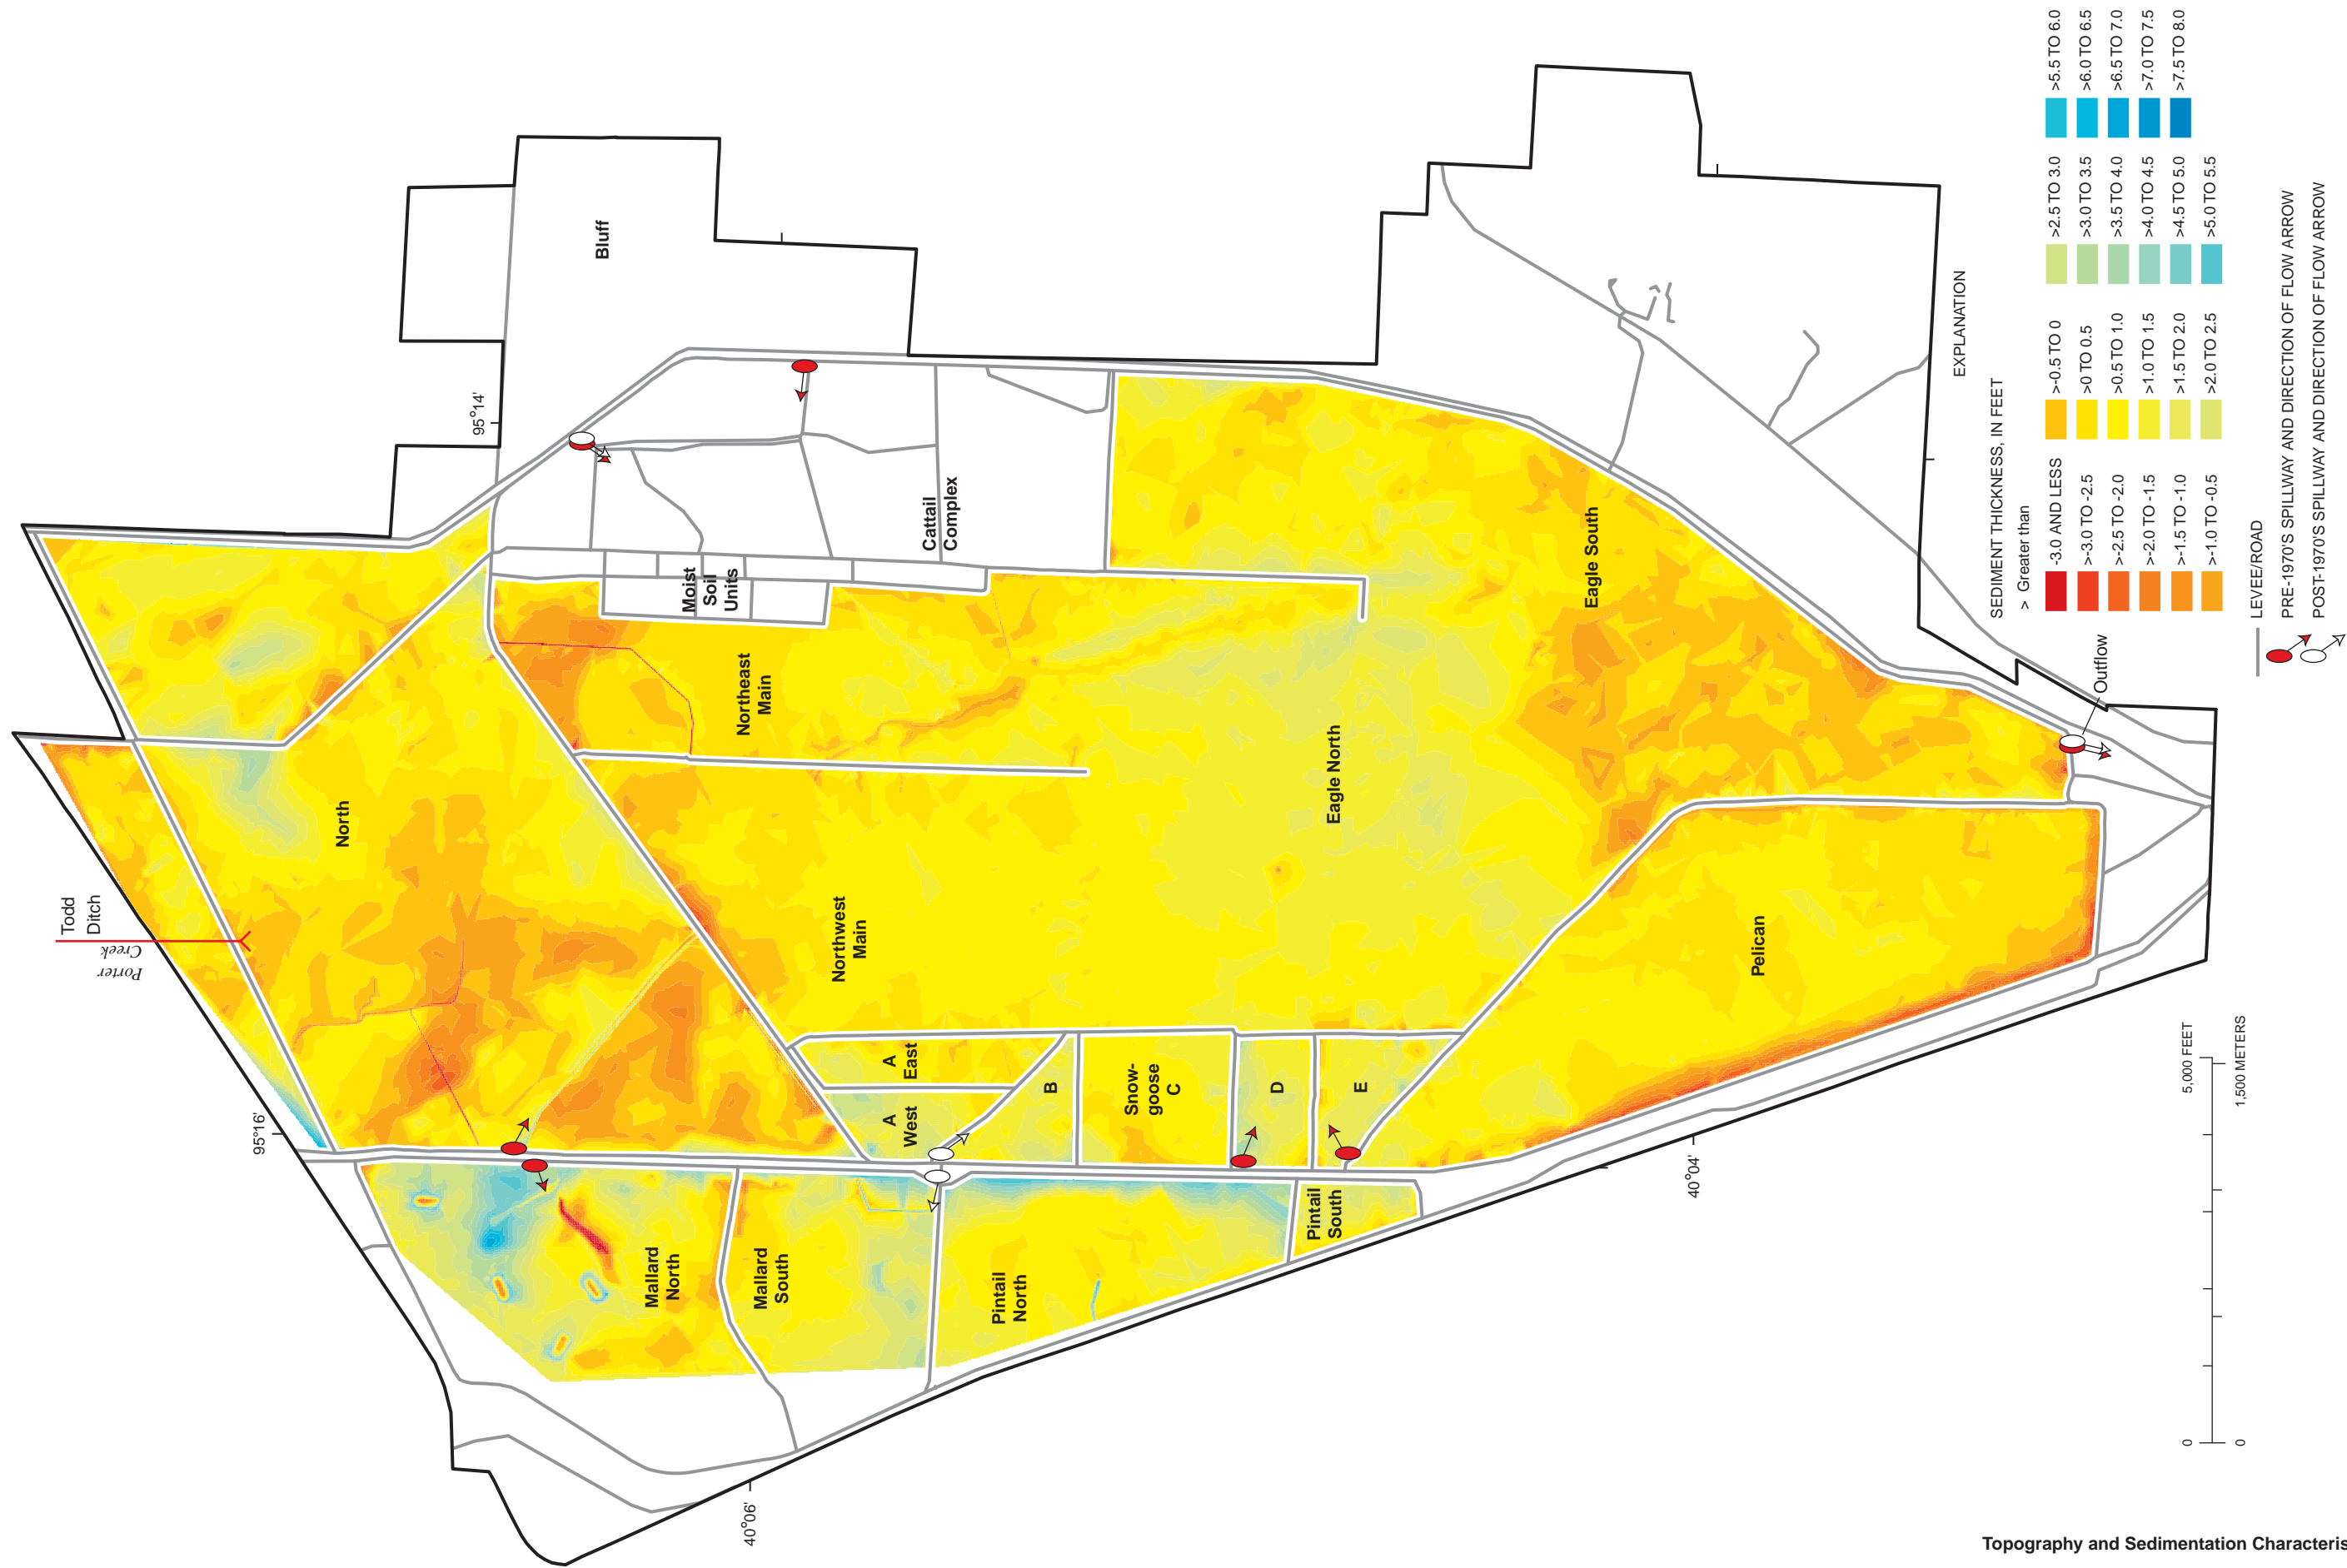 Todd
Ditch
Porter
Creek
95°16'
95°14'
40°06'
40°04'
North
Bluff
Moist
Soil
Units
Cattail
Complex
Northeast
Main
Northwest
Main
A
East
A
West
B
Snow-
goose
C
D
E
Mallard
North
Mallard
South
Pintail
North
Pintail
South
Eagle North
Eagle South
Pelican
Outflow
0 5,000 FEET
0 1,500 METERS
EXPLANATION
SEDIMENT THICKNESS, IN FEET
> Greater than
-3.0 AND LESS
>-3.0 TO -2.5
>-2.5 TO -2.0
>-2.0 TO -1.5
>-1.5 TO -1.0
>-1.0 TO -0.5
>-0.5 TO 0
>0 TO 0.5
>0.5 TO 1.0
>1.0 TO 1.5
>1.5 TO 2.0
>2.0 TO 2.5
>2.5 TO 3.0
>3.0 TO 3.5
>3.5 TO 4.0
>4.0 TO 4.5
>4.5 TO 5.0
>5.0 TO 5.5
>5.5 TO 6.0
>6.0 TO 6.5
>6.5 TO 7.0
>7.0 TO 7.5
>7.5 TO 8.0
LEVEE/ROAD
PRE-1970'S SPILLWAY AND DIRECTION OF FLOW ARROW
POST-1970'S SPILLWAY AND DIRECTION OF FLOW ARROW
Topography and Sedimentation Characteris